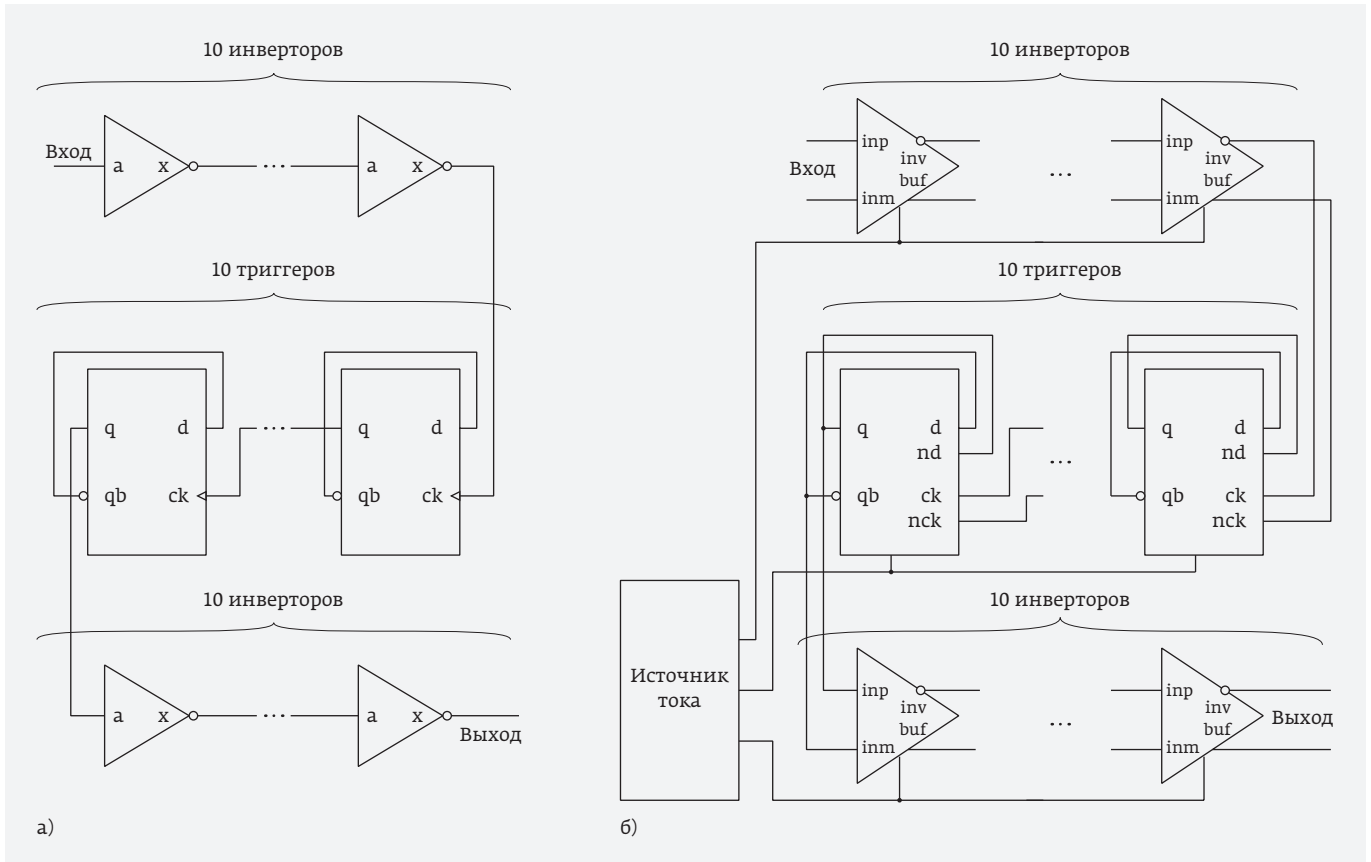 10 инверторов
Вход
a x
...
a x
10 триггеров
q d
qb ck
...
q d
qb ck
10 инверторов
a x
...
a x
Выход
а)
10 инверторов
Вход
inp
inv
buf
inm
...
inp
inv
buf
inm
10 триггеров
q d
nd
qb ck
nck
...
q d
nd
qb ck
nck
Источник
тока
10 инверторов
inp
inv
buf
inm
...
inp
inv
buf
inm
Выход
б)